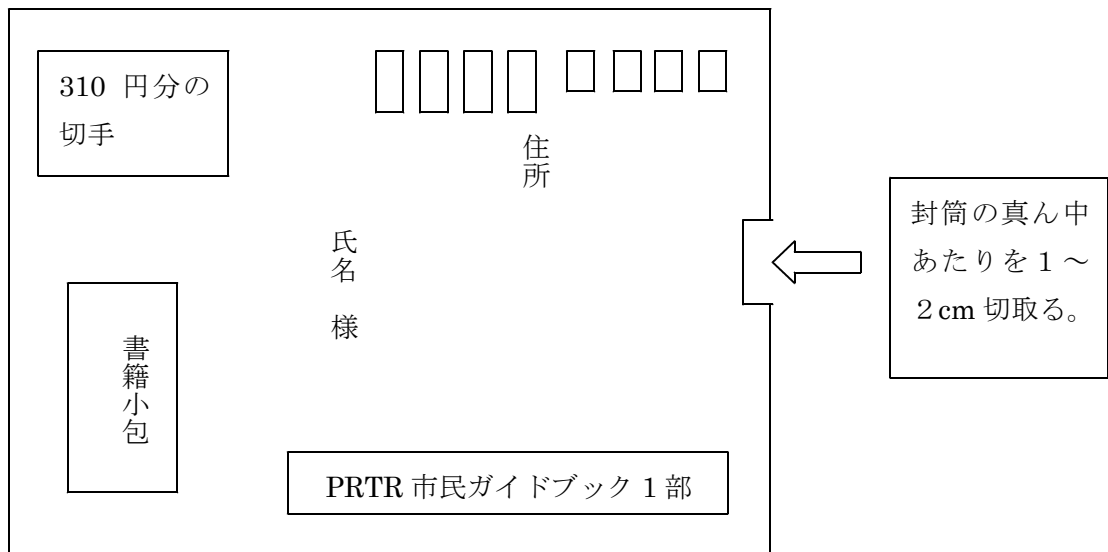 310 円分の
切手
住所
氏名 様
書籍小包
PRTR 市民ガイドブック 1 部
封筒の真ん中
あたりを１～
２cm 切取る。